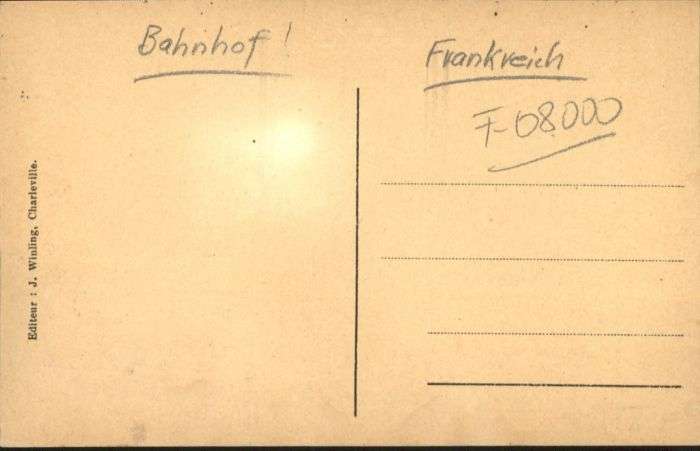 Bahnhof!
Frankreich
F-08000
Editeur : J. Winling, Charleville.